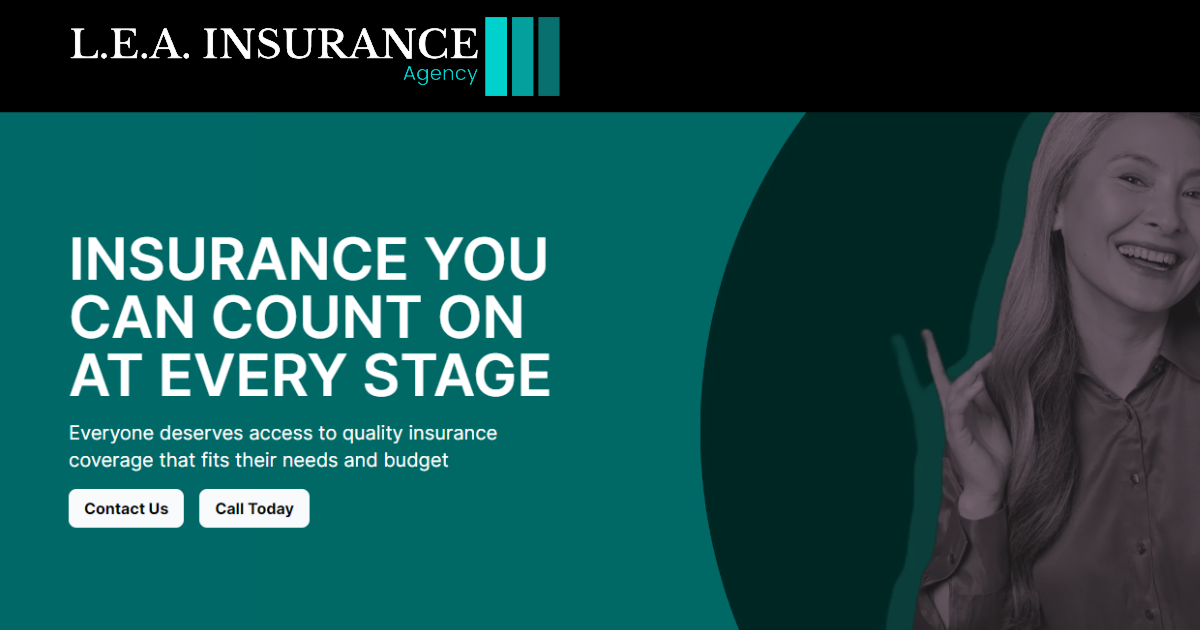 L.E.A. INSURANCE
Agency
INSURANCE YOU
CAN COUNT ON
AT EVERY STAGE
Everyone deserves access to quality insurance
coverage that fits their needs and budget
Contact Us
Call Today